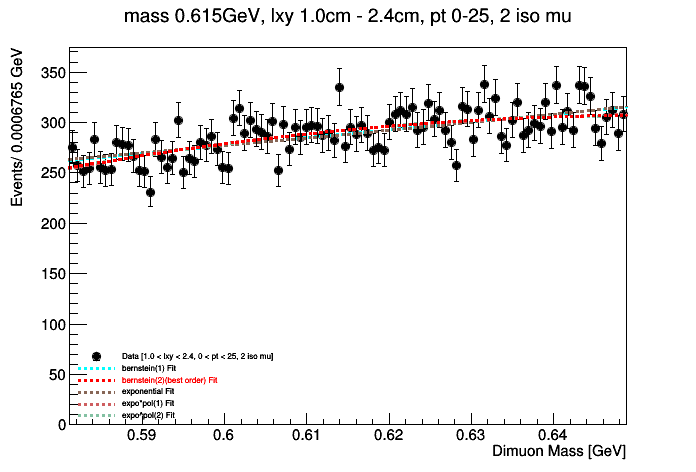 mass 0.615GeV, lxy 1.0cm - 2.4cm, pt 0-25, 2 iso mu
Events/ 0.0006765 GeV
350
300
250
200
150
100
50
0
Data [1.0 < lxy < 2.4, 0 < pt < 25, 2 iso mu]
bernstein(1) Fit
bernstein(2)(best order) Fit
exponential Fit
expo*pol(1) Fit
expo*pol(2) Fit
0.59 0.6 0.61 0.62 0.63 0.64
Dimuon Mass [GeV]